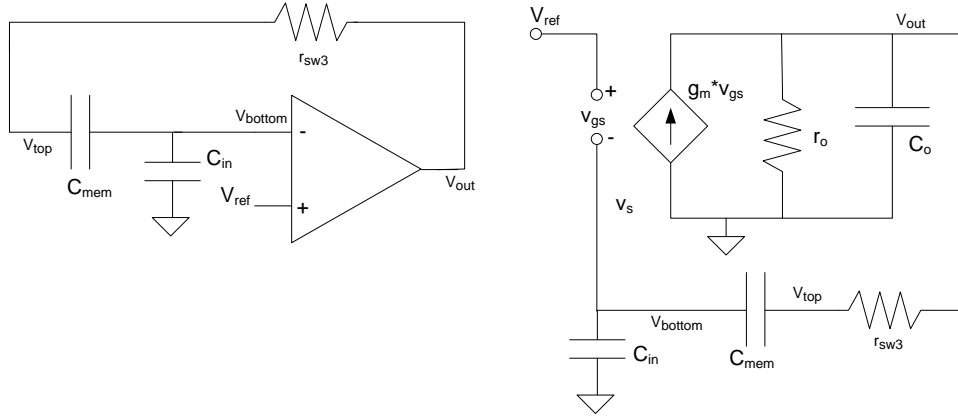 r_sw3
V_bottom
V_top
C_mem
C_in
V_ref
-
+
V_out
V_ref
+
v_gs
-
v_s
g_m*v_gs
r_o
C_o
V_out
V_bottom
C_in
C_mem
V_top
r_sw3